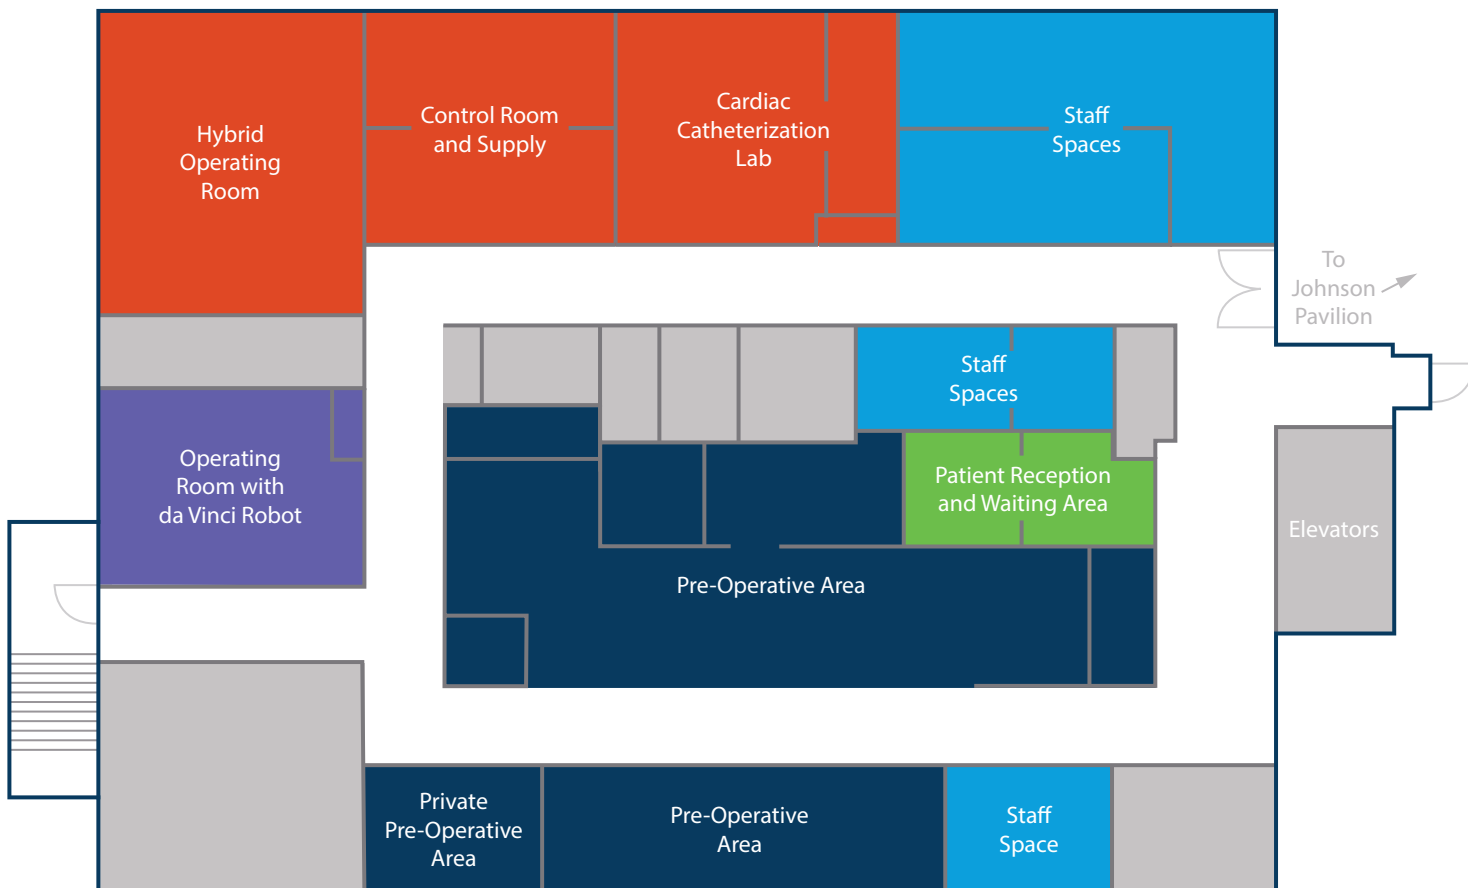 Hybrid
Operating
Room
Control Room
and Supply
Cardiac
Catheterization
Lab
Staff
Spaces
To
Johnson
Pavilion
Staff
Spaces
Operating
Room with
da Vinci Robot
Patient Reception
and Waiting Area
Elevators
Pre-Operative Area
Private
Pre-Operative
Area
Pre-Operative
Area
Staff
Space